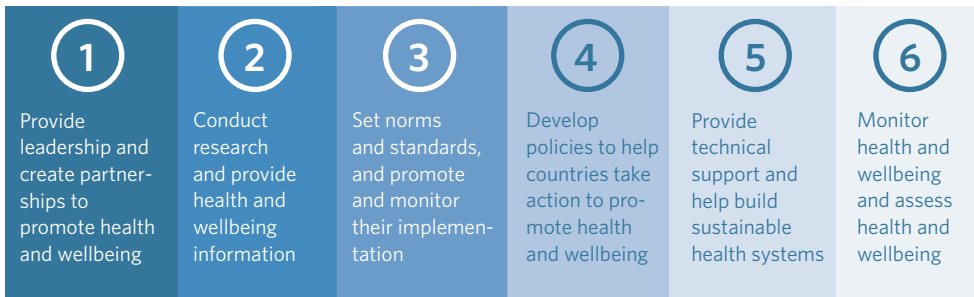 1
Provide
leadership and
create partner-
ships to
promote health
and wellbeing
2
Conduct
research
and provide
health and
wellbeing
information
3
Set norms
and standards,
and promote
and monitor
their implemen-
tation
4
Develop
policies to help
countries take
action to pro-
mote health
and wellbeing
5
Provide
technical
support and
help build
sustainable
health systems
6
Monitor
health and
wellbeing
and assess
health and
wellbeing